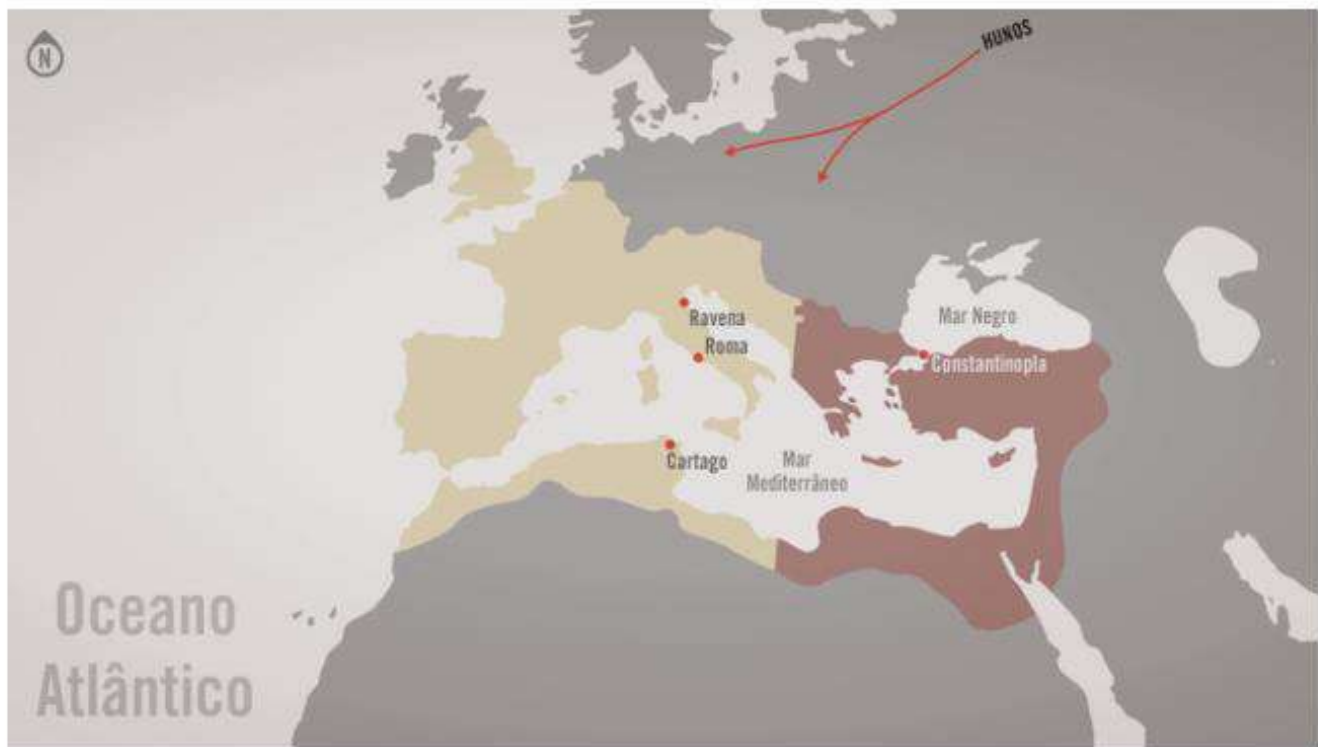 N
HUNOS
Ravena
Roma
Mar Negro
Constantinopla
Cartago
Mar
Mediterrâneo
Oceano
Atlântico